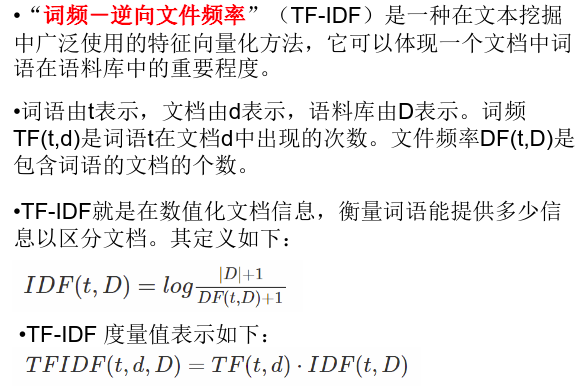 •“词频－逆向文件频率”（TF-IDF）是一种在文本挖掘
中广泛使用的特征向量化方法，它可以体现一个文档中词
语在语料库中的重要程度。
•词语由t表示，文档由d表示，语料库由D表示。词频
TF(t,d)是词语t在文档d中出现的次数。文件频率DF(t,D)是
包含词语的文档的个数。
•TF-IDF就是在数值化文档信息，衡量词语能提供多少信
息以区分文档。其定义如下：
IDF(t, D) = log |D|+1 / DF(t,D)+1
•TF-IDF 度量值表示如下：
TFIDF(t, d, D) = TF(t, d) · IDF(t, D)